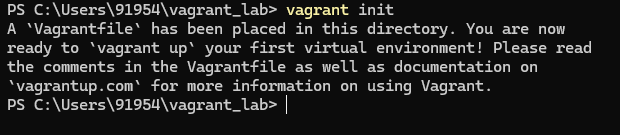 PS C:\Users\91954\vagrant_lab> vagrant init
A `Vagrantfile` has been placed in this directory. You are now
ready to `vagrant up` your first virtual environment! Please read
the comments in the Vagrantfile as well as documentation on
`vagrantup.com` for more information on using Vagrant.
PS C:\Users\91954\vagrant_lab>